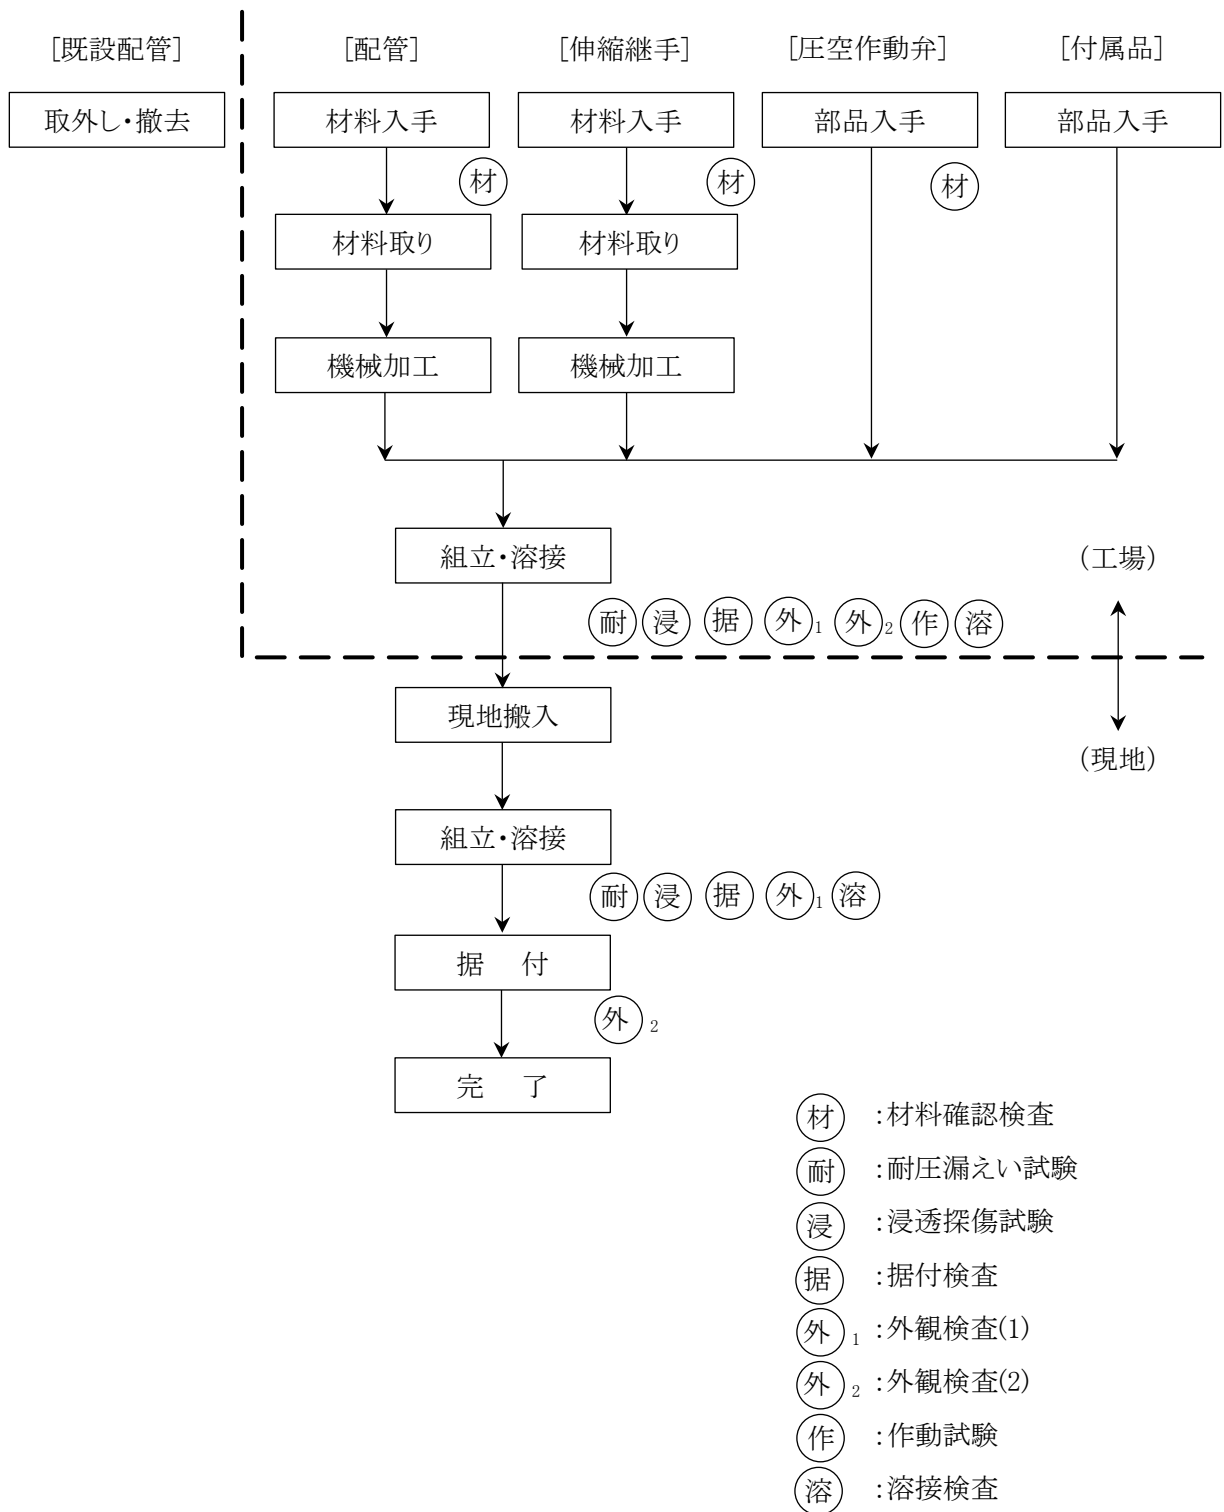 [既設配管] [配管] [伸縮継手] [圧空作動弁] [付属品]
取外し・撤去 材料入手 材料入手 部品入手 部品入手
材 材 材
材料取り 材料取り
機械加工 機械加工
組立・溶接
(工場)
耐 浸 据 外1 外2 作 溶
現地搬入
(現地)
組立・溶接
耐 浸 据 外1 溶
据 付
外2
完 了
材 :材料確認検査
耐 :耐圧漏えい試験
浸 :浸透探傷試験
据 :据付検査
外1 :外観検査(1)
外2 :外観検査(2)
作 :作動試験
溶 :溶接検査